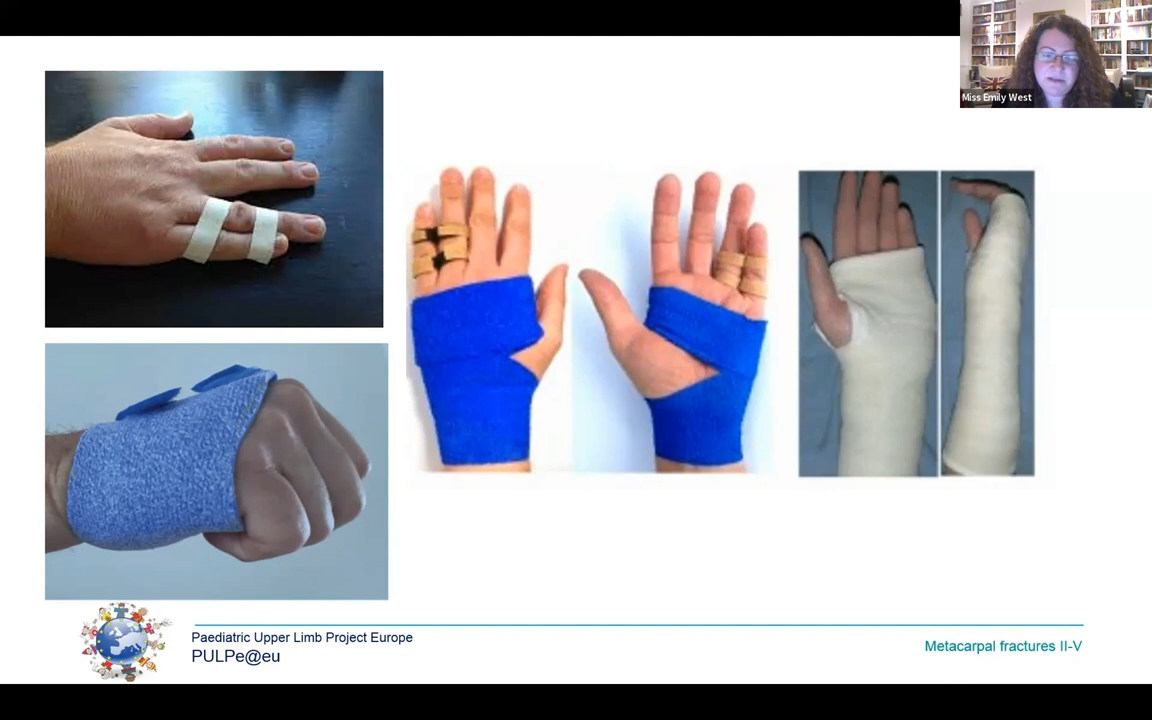 Miss Emily West
Paediatric Upper Limb Project Europe
PULPe@eu
Metacarpal fractures II-V